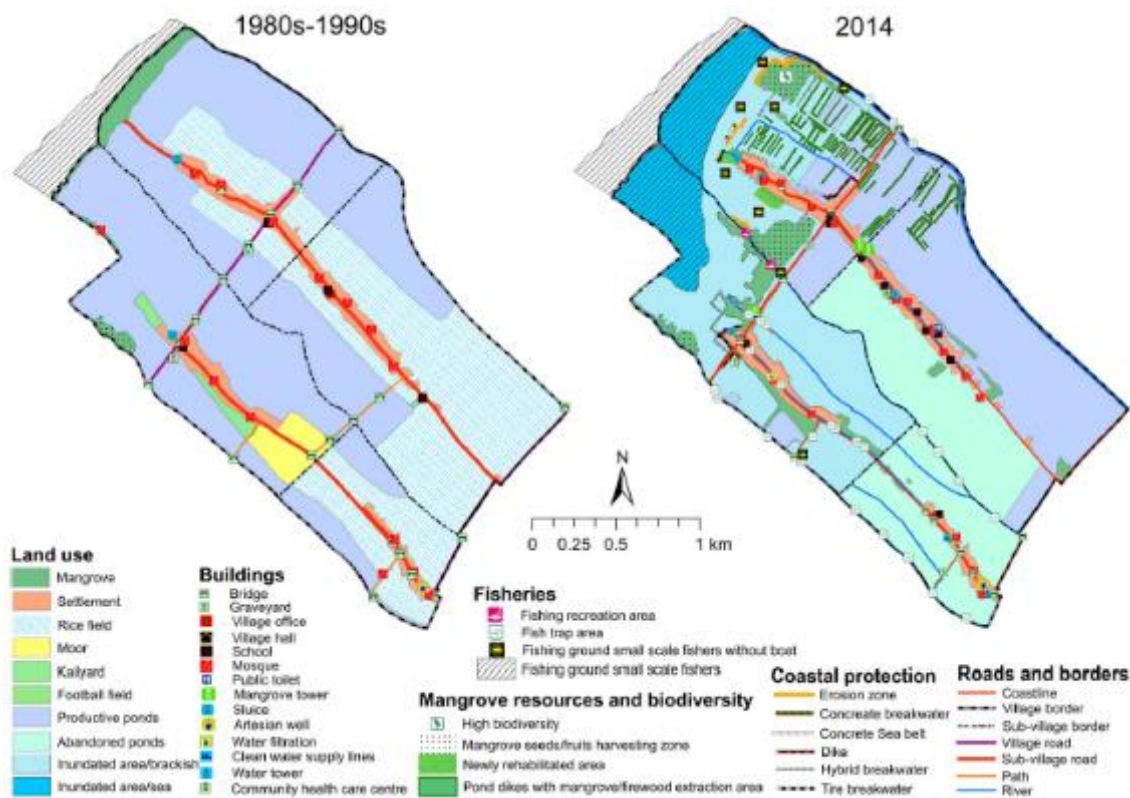 1980s-1990s
2014
N
0 0.25 0.5 1 km
Land use
Mangrove
Settlement
Rice field
Moor
Kailyard
Football field
Productive ponds
Abandoned ponds
Inundated area/brackish
Inundated area/sea
Buildings
Bridge
Graveyard
Village office
Village hall
School
Mosque
Public toilet
Mangrove tower
Sluice
Artesian well
Water filtration
Clean water supply lines
Water tower
Community health care centre
Fisheries
Fishing recreation area
Fish trap area
Fishing ground small scale fishers without boat
Fishing ground small scale fishers
Mangrove resources and biodiversity
High biodiversity
Mangrove seeds/fruits harvesting zone
Newly rehabilitated area
Pond dikes with mangrove/firewood extraction area
Coastal protection
Erosion zone
Concreate breakwater
Concrete Sea belt
Dike
Hybrid breakwater
Tire breakwater
Roads and borders
Coastline
Village border
Sub-village border
Village road
Sub-village road
Path
River